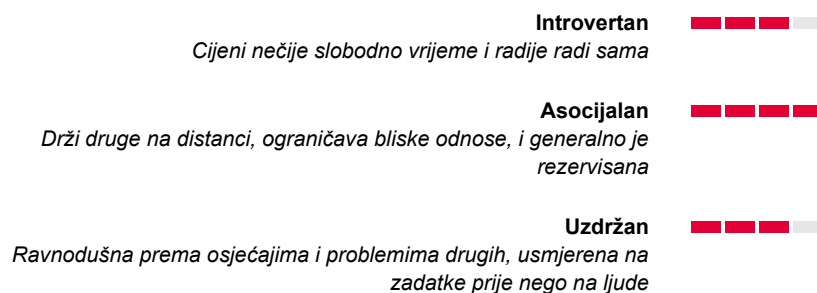 Introvertan
Cijeni nečije slobodno vrijeme i radije radi sama
Asocijalan
Drži druge na distanci, ograničava bliske odnose, i generalno je
rezervisana
Uzdržan
Ravnodušna prema osjećajima i problemima drugih, usmjerena na
zadatke prije nego na ljude